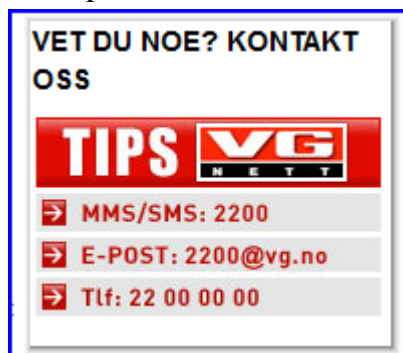 VET DU NOE? KONTAKT
OSS
TIPS VG
NETT
MMS/SMS: 2200
E-POST: 2200@vg.no
Tlf: 22 00 00 00